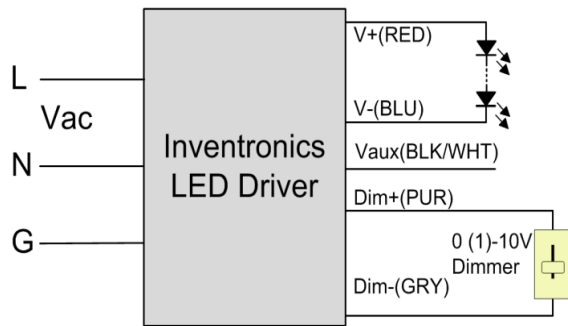 L
Vac
N
G
Inventronics
LED Driver
V+(RED)
V-(BLU)
Vaux(BLK/WHT)
Dim+(PUR)
0 (1)-10V
Dimmer
Dim-(GRY)